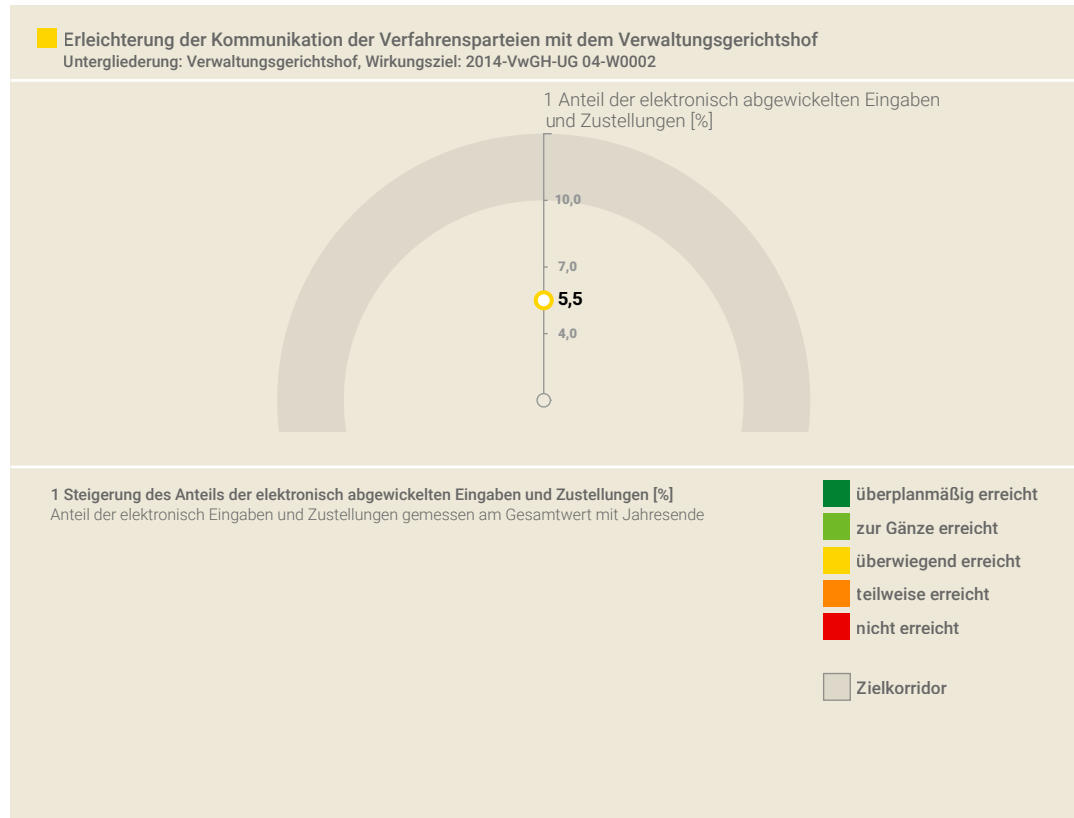 Erleichterung der Kommunikation der Verfahrensparteien mit dem Verwaltungsgerichtshof
Untergliederung: Verwaltungsgerichtshof, Wirkungsziel: 2014-VwGH-UG 04-W0002
1 Anteil der elektronisch abgewickelten Eingaben
und Zustellungen [%]
10,0
7,0
5,5
4,0
1 Steigerung des Anteils der elektronisch abgewickelten Eingaben und Zustellungen [%]
Anteil der elektronisch Eingaben und Zustellungen gemessen am Gesamtwert mit Jahresende
überplanmäßig erreicht
zur Gänze erreicht
überwiegend erreicht
teilweise erreicht
nicht erreicht
Zielkorridor